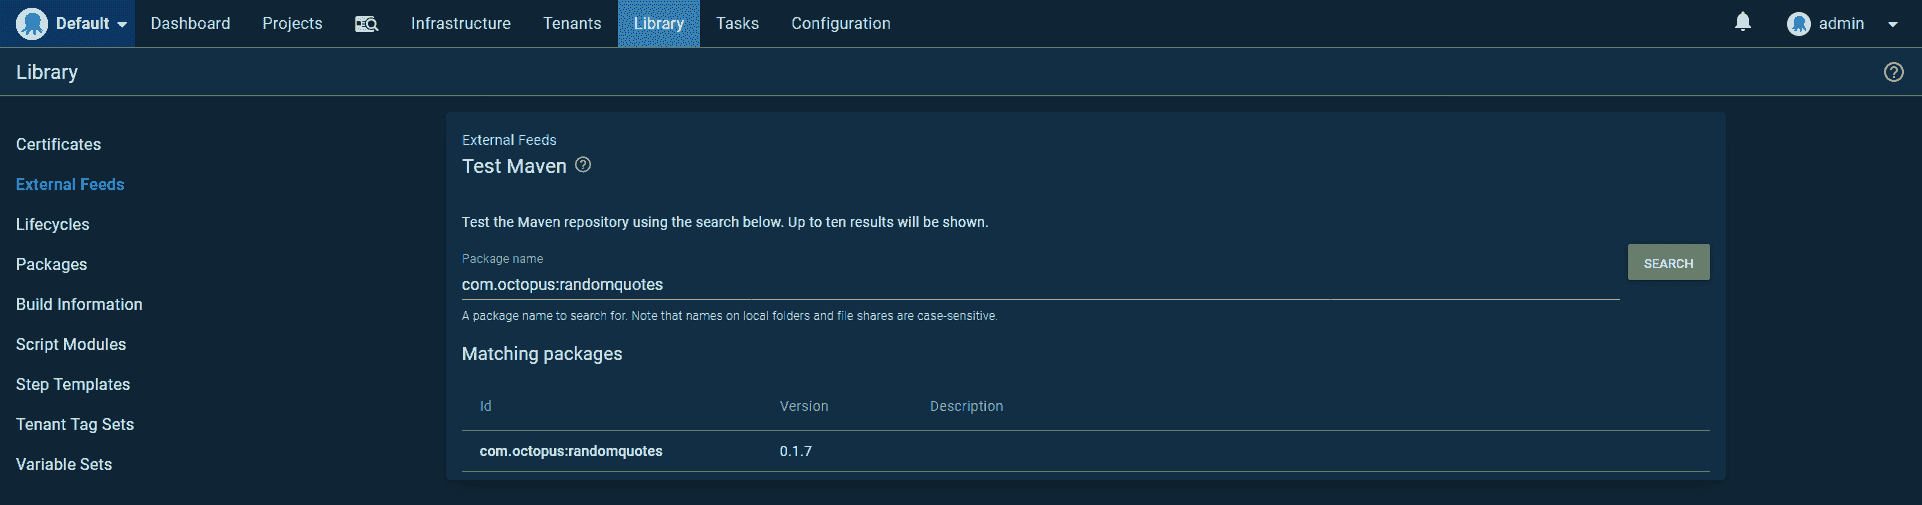 Default Dashboard Projects Infrastructure Tenants Library Tasks Configuration admin
Library
Certificates
External Feeds
Lifecycles
Packages
Build Information
Script Modules
Step Templates
Tenant Tag Sets
Variable Sets
External Feeds
Test Maven
Test the Maven repository using the search below. Up to ten results will be shown.
Package name
com.octopus:randomquotes
SEARCH
A package name to search for. Note that names on local folders and file shares are case-sensitive.
Matching packages
Id Version Description
com.octopus:randomquotes 0.1.7